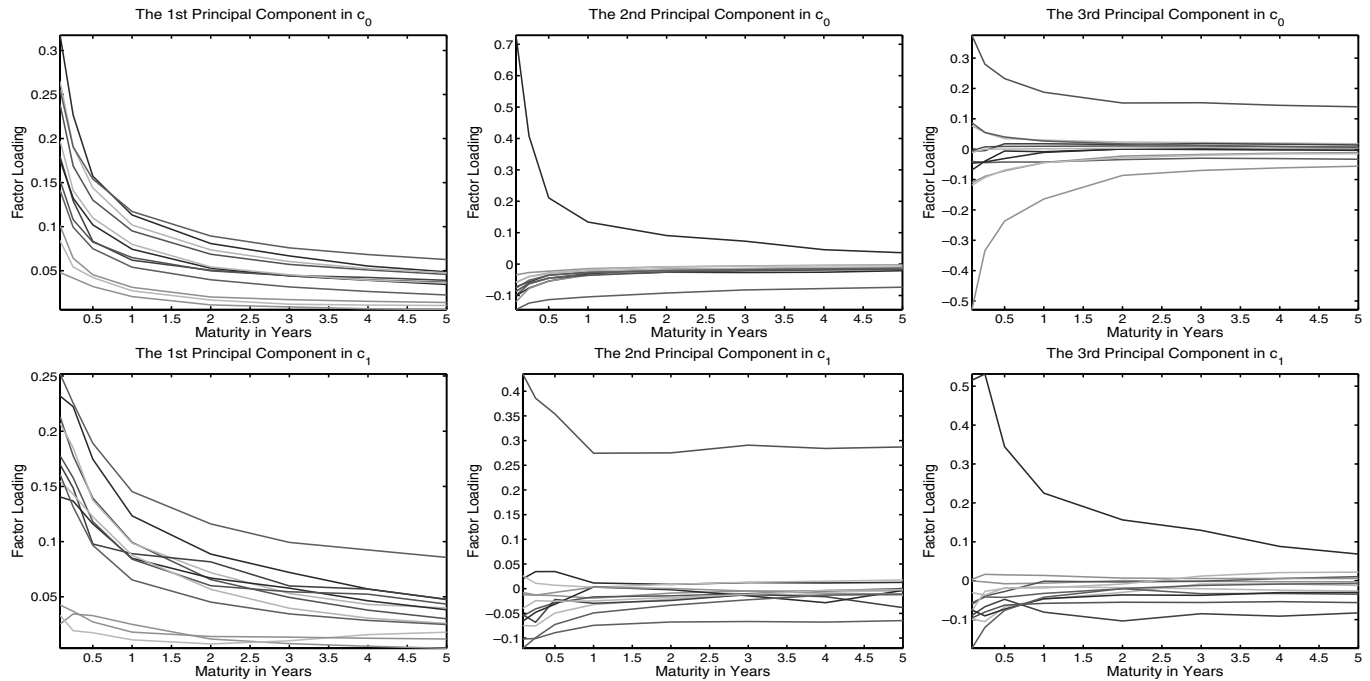 The 1st Principal Component in c0
0.3
0.25
0.2
0.15
0.1
0.05
Factor Loading
0.5 1 1.5 2 2.5 3 3.5 4 4.5 5
Maturity in Years
The 2nd Principal Component in c0
0.7
0.6
0.5
0.4
0.3
0.2
0.1
0
−0.1
Factor Loading
0.5 1 1.5 2 2.5 3 3.5 4 4.5 5
Maturity in Years
The 3rd Principal Component in c0
0.3
0.2
0.1
0
−0.1
−0.2
−0.3
−0.4
−0.5
Factor Loading
0.5 1 1.5 2 2.5 3 3.5 4 4.5 5
Maturity in Years
The 1st Principal Component in c1
0.25
0.2
0.15
0.1
0.05
Factor Loading
0.5 1 1.5 2 2.5 3 3.5 4 4.5 5
Maturity in Years
The 2nd Principal Component in c1
0.4
0.35
0.3
0.25
0.2
0.15
0.1
0.05
0
−0.05
−0.1
Factor Loading
0.5 1 1.5 2 2.5 3 3.5 4 4.5 5
Maturity in Years
The 3rd Principal Component in c1
0.5
0.4
0.3
0.2
0.1
0
−0.1
Factor Loading
0.5 1 1.5 2 2.5 3 3.5 4 4.5 5
Maturity in Years